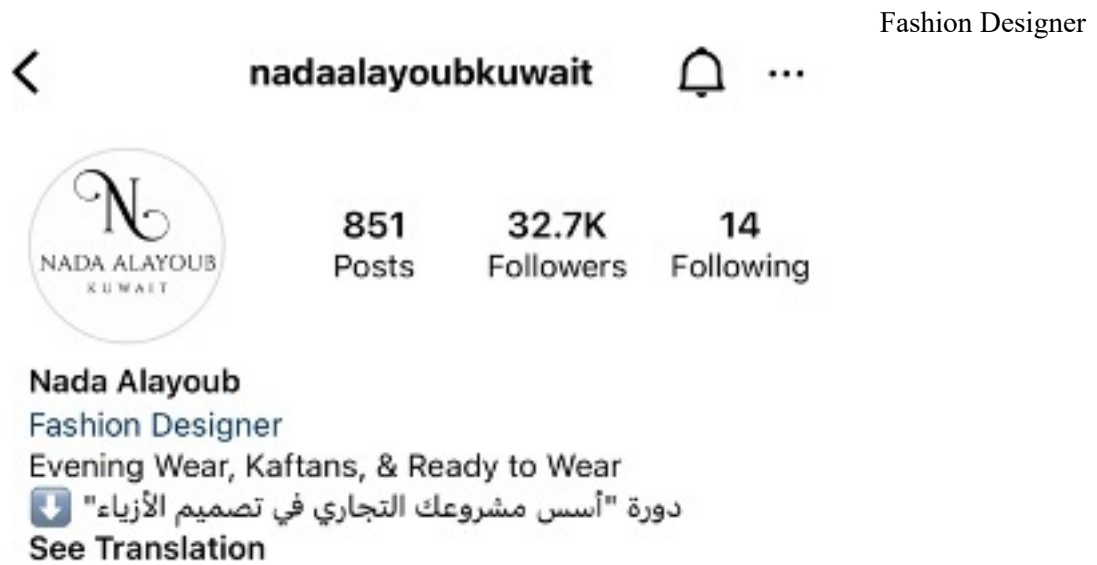 Fashion Designer
nadaalayoubkuwait
N
NADA ALAYOUB
KUWAIT
851 32.7K 14
Posts Followers Following
Nada Alayoub
Fashion Designer
Evening Wear, Kaftans, & Ready to Wear
دورة "أسس مشروعك التجاري في تصميم الأزياء" ⬇️
See Translation